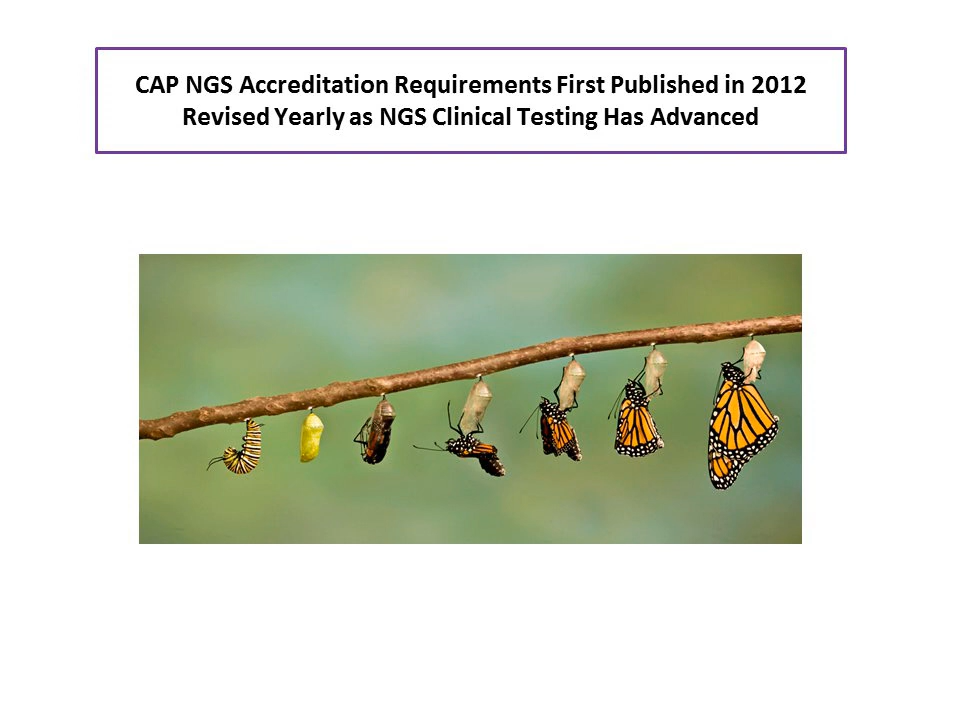 CAP NGS Accreditation Requirements First Published in 2012
Revised Yearly as NGS Clinical Testing Has Advanced